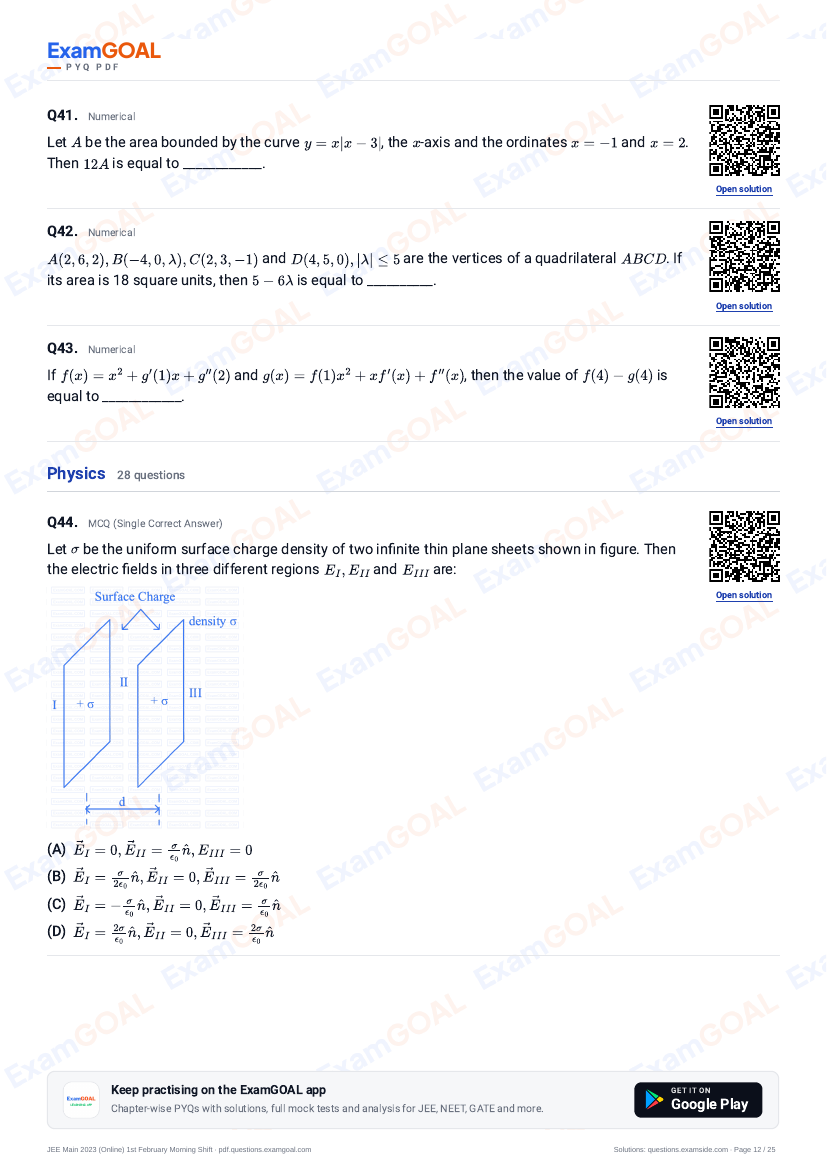 ExamGOAL
PYQ PDF
Q41. Numerical
Let A be the area bounded by the curve y = x|x − 3|, the x-axis and the ordinates x = −1 and x = 2.
Then 12A is equal to ____________.
Open solution
Q42. Numerical
A(2, 6, 2), B(−4, 0, λ), C(2, 3, −1) and D(4, 5, 0), |λ| ≤ 5 are the vertices of a quadrilateral ABCD. If
its area is 18 square units, then 5 − 6λ is equal to __________.
Open solution
Q43. Numerical
If f(x) = x² + g′(1)x + g′′(2) and g(x) = f(1)x² + xf′(x) + f′′(x), then the value of f(4) − g(4) is
equal to ____________.
Open solution
Physics 28 questions
Q44. MCQ (Single Correct Answer)
Let σ be the uniform surface charge density of two infinite thin plane sheets shown in figure. Then
the electric fields in three different regions E_I, E_II and E_III are:
Open solution
Surface Charge
density σ
II
III
I + σ + σ
d
(A) E⃗_I = 0, E⃗_II = σ/ϵ₀ n̂, E_III = 0
(B) E⃗_I = σ/2ϵ₀ n̂, E⃗_II = 0, E⃗_III = σ/2ϵ₀ n̂
(C) E⃗_I = −σ/ϵ₀ n̂, E⃗_II = 0, E⃗_III = σ/ϵ₀ n̂
(D) E⃗_I = 2σ/ϵ₀ n̂, E⃗_II = 0, E⃗_III = 2σ/ϵ₀ n̂
ExamGOAL
Keep practising on the ExamGOAL app
Chapter-wise PYQs with solutions, full mock tests and analysis for JEE, NEET, GATE and more.
GET IT ON
Google Play
JEE Main 2023 (Online) 1st February Morning Shift · pdf.questions.examgoal.com
Solutions: questions.examside.com · Page 12 / 25